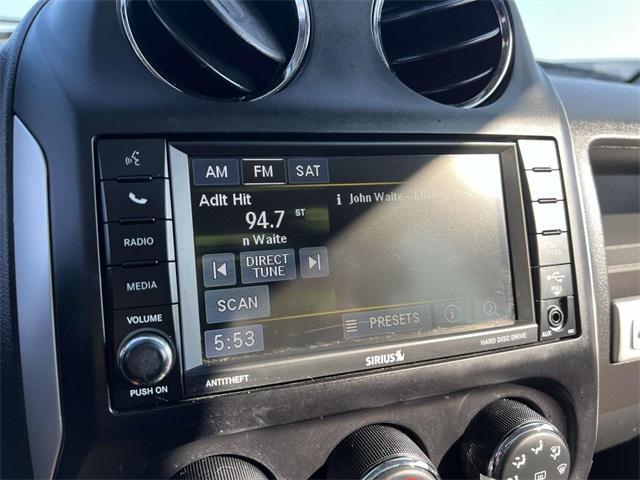 AM FM SAT
Adlt Hit
i John Waite -
94.7 ST
n Waite
DIRECT
TUNE
SCAN
PRESETS i
5:53
RADIO
MEDIA
VOLUME
PUSH ON
ANTITHEFT
SIRIUS
HARD DISC DRIVE
PULL
AUX